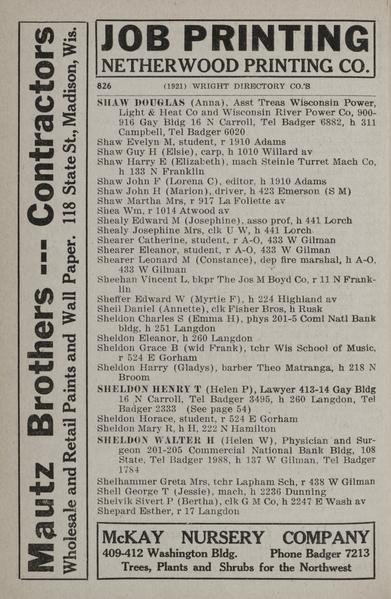 Mautz Brothers --- Contractors
Wholesale and Retail Paints and Wall Paper. 118 State St., Madison, Wis.
JOB PRINTING
NETHERWOOD PRINTING CO.
826 (1921) WRIGHT DIRECTORY CO.'S
SHAW DOUGLAS (Anna), Asst Treas Wisconsin Power,
Light & Heat Co and Wisconsin River Power Co, 900-
916 Gay Bldg 16 N Carroll, Tel Badger 6882, h 311
Campbell, Tel Badger 6020
Shaw Evelyn M, student, r 1910 Adams
Shaw Guy H (Elsie), carp, h 1010 Willard av
Shaw Harry E (Elizabeth), mach Steinle Turret Mach Co,
h 133 N Franklin
Shaw John F (Lorena C), editor, h 1910 Adams
Shaw John H (Marion), driver, h 423 Emerson (S M)
Shaw Martha Mrs, r 917 La Follette av
Shea Wm, r 1014 Atwood av
Shealy Edward M (Josephine), asso prof, h 441 Lorch
Shealy Josephine Mrs, clk U W, h 441 Lorch
Shearer Catherine, student, r A-O, 433 W Gilman
Shearer Eleanor, student, r A-O, 433 W Gilman
Shearer Leonard M (Constance), dep fire marshal, h A-O,
433 W Gilman
Sheehan Vincent L, bkpr The Jos M Boyd Co, r 11 N Frank-
lin
Sheffer Edward W (Myrtle F), h 224 Highland av
Sheil Daniel (Annette), clk Fisher Bros, h Rusk
Sheldon Charles S (Emma H), phys 201-5 Coml Natl Bank
bldg, h 251 Langdon
Sheldon Eleanor, h 260 Langdon
Sheldon Grace B (wid Frank), tchr Wis School of Music,
r 524 E Gorham
Sheldon Harry (Gladys), barber Theo Matranga, h 218 N
Broom
SHELDON HENRY T (Helen P), Lawyer 413-14 Gay Bldg
16 N Carroll, Tel Badger 3495, h 260 Langdon, Tel
Badger 2333 (See page 54)
Sheldon Horace, student, r 524 E Gorham
Sheldon Mary R, h H, 222 N Hamilton
SHELDON WALTER H (Helen W), Physician and Sur-
geon 201-205 Commercial National Bank Bldg, 108
State, Tel Badger 1988, h 137 W Gilman, Tel Badger
1784
Shelhammer Greta Mrs, tchr Lapham Sch, r 438 W Gilman
Shell George T (Jessie), mach, h 2236 Dunning
Shelvik Sivert P (Bertha), clk G M Co, h 2247 E Wash av
Shepard Esther, r 17 Langdon
McKAY NURSERY COMPANY
409-412 Washington Bldg. Phone Badger 7213
Trees, Plants and Shrubs for the Northwest